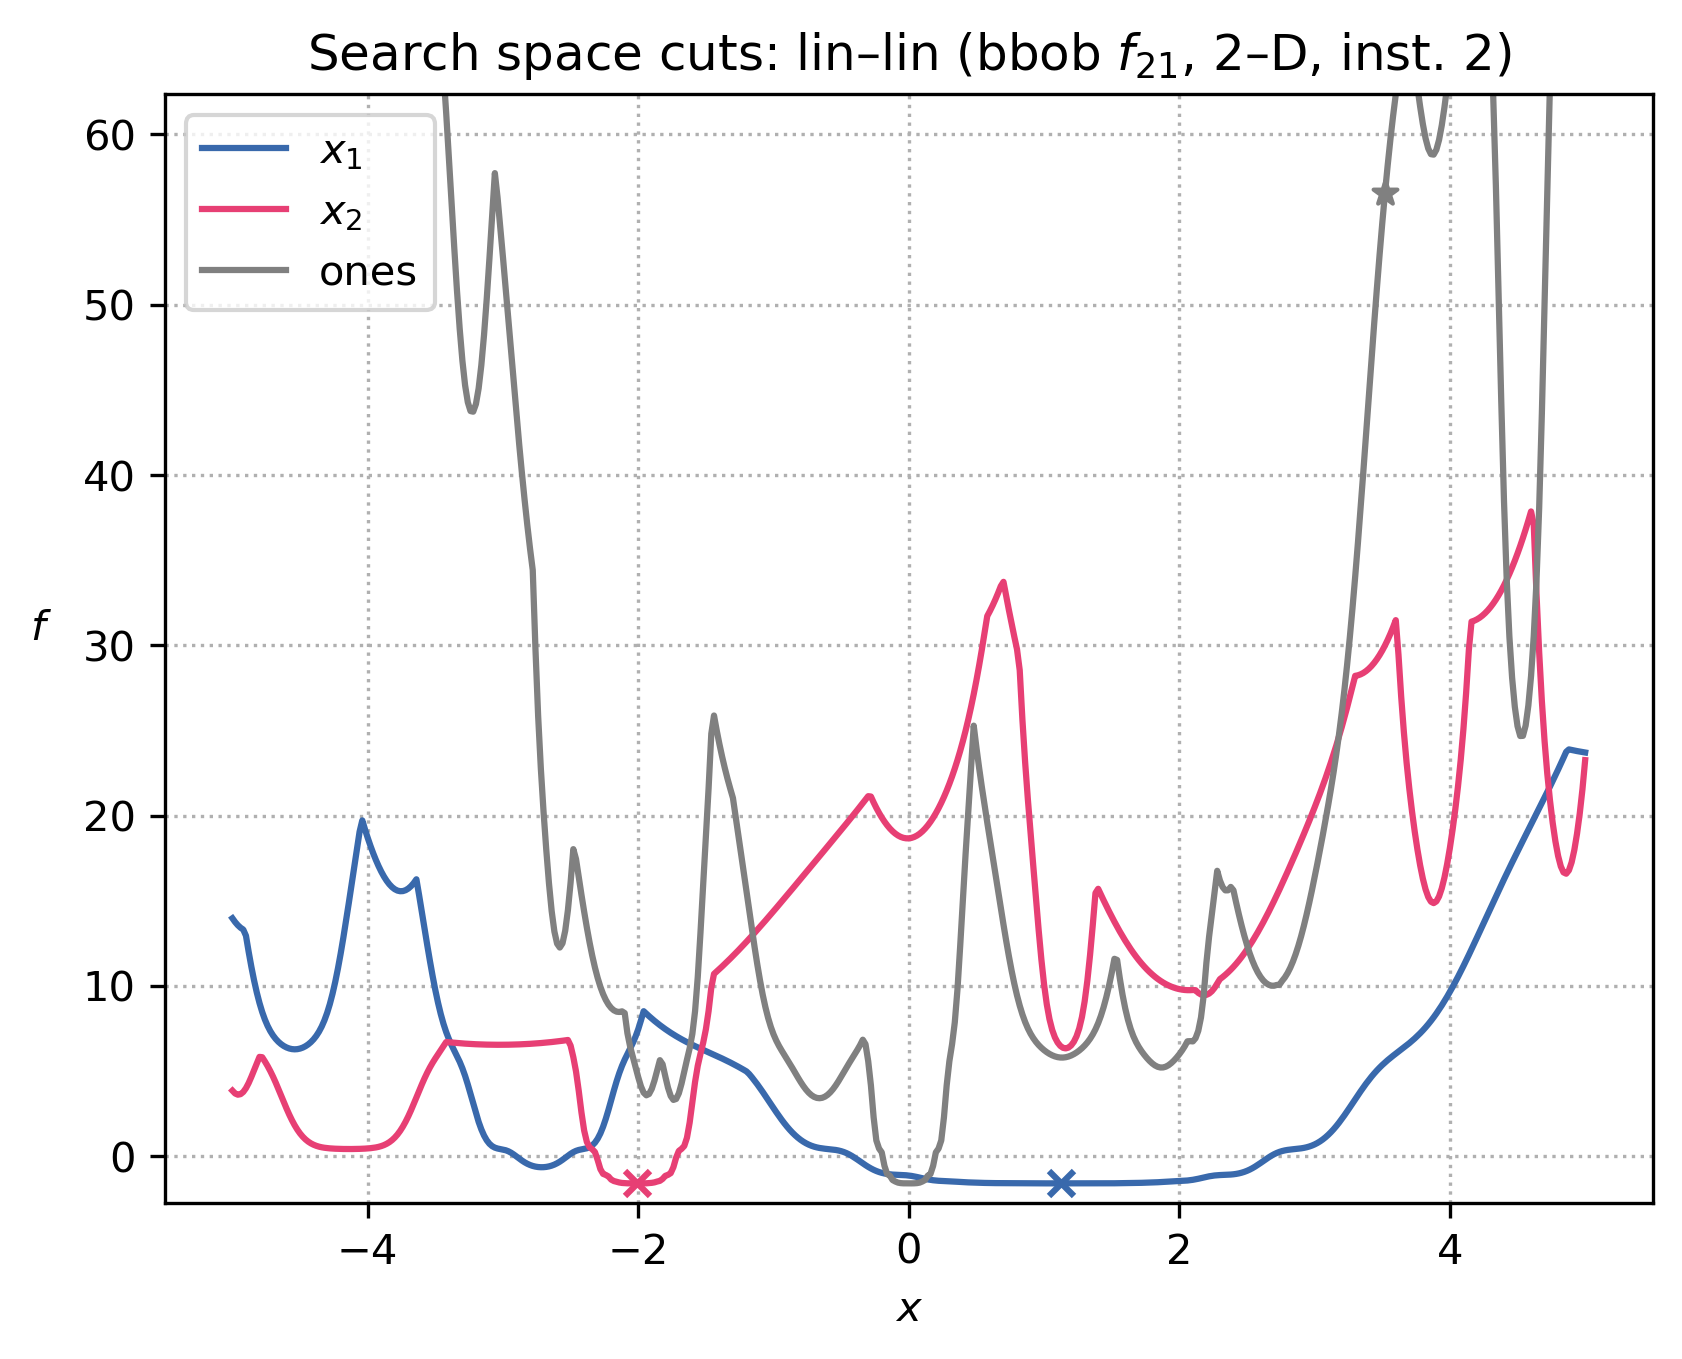 Search space cuts: lin–lin (bbob f21, 2–D, inst. 2)
x1
x2
ones
60
50
40
30
20
10
0
f
−4 −2 0 2 4
x